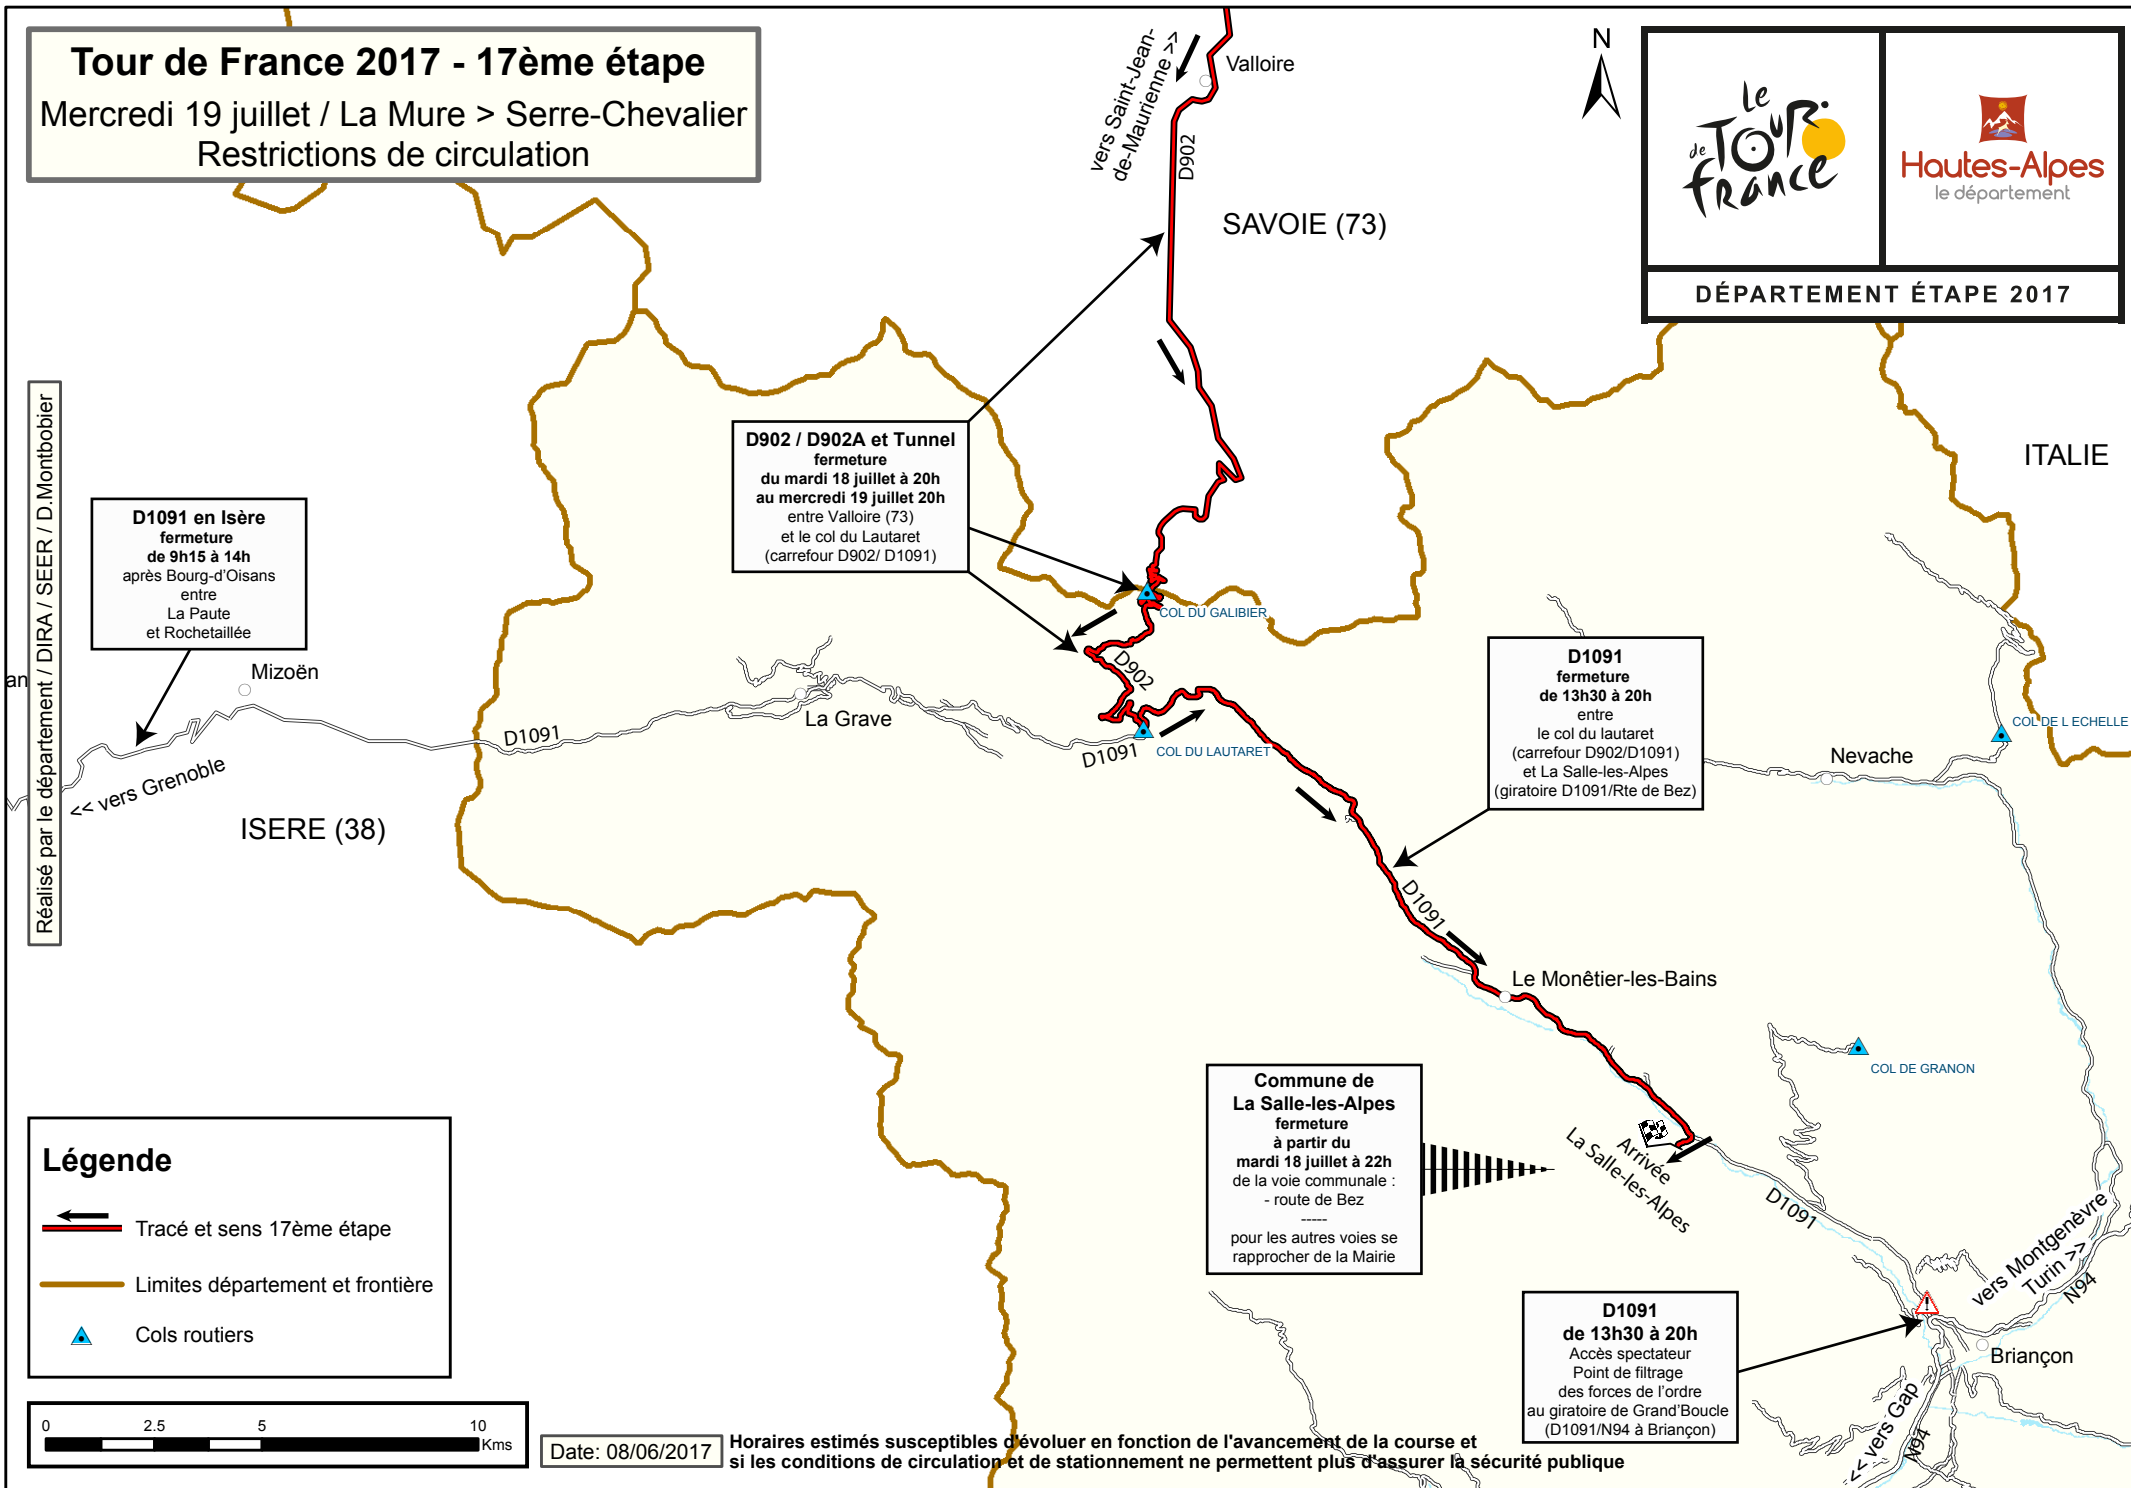 Tour de France 2017 - 17ème étape
Mercredi 19 juillet / La Mure > Serre-Chevalier
Restrictions de circulation
vers Saint-Jean-
de-Maurienne >>
Valloire
D902
SAVOIE (73)
N
Le
Tour
de
france
Hautes-Alpes
le département
DÉPARTEMENT ÉTAPE 2017
ITALIE
Réalisé par le département / DIRA / SEER / D.Montbobier
D902 / D902A et Tunnel
fermeture
du mardi 18 juillet à 20h
au mercredi 19 juillet 20h
entre Valloire (73)
et le col du Lautaret
(carrefour D902/ D1091)
D1091 en Isère
fermeture
de 9h15 à 14h
après Bourg-d'Oisans
entre
La Paute
et Rochetaillée
an
Mizoën
D1091
<< vers Grenoble
ISERE (38)
La Grave
COL DU GALIBIER
D902
D1091
COL DU LAUTARET
D1091
fermeture
de 13h30 à 20h
entre
le col du lautaret
(carrefour D902/D1091)
et La Salle-les-Alpes
(giratoire D1091/Rte de Bez)
COL DE L ECHELLE
Nevache
D1091
Le Monêtier-les-Bains
COL DE GRANON
Commune de
La Salle-les-Alpes
fermeture
à partir du
mardi 18 juillet à 22h
de la voie communale :
- route de Bez
-----
pour les autres voies se
rapprocher de la Mairie
Arrivée
La Salle-les-Alpes
D1091
vers Montgenèvre
Turin >>
N94
D1091
de 13h30 à 20h
Accès spectateur
Point de filtrage
des forces de l'ordre
au giratoire de Grand'Boucle
(D1091/N94 à Briançon)
Briançon
<< vers Gap
N94
Légende
Tracé et sens 17ème étape
Limites département et frontière
Cols routiers
0 2.5 5 10
Kms
Date: 08/06/2017
Horaires estimés susceptibles d'évoluer en fonction de l'avancement de la course et
si les conditions de circulation et de stationnement ne permettent plus d'assurer la sécurité publique